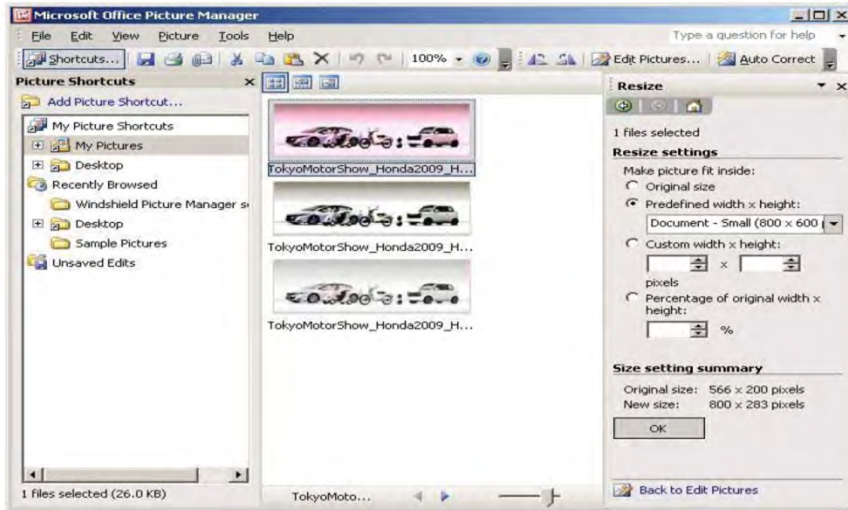 Microsoft Office Picture Manager
File Edit View Picture Tools Help Type a question for help
Shortcuts... 100% Edit Pictures... Auto Correct
Picture Shortcuts
Add Picture Shortcut...
My Picture Shortcuts
My Pictures
Desktop
Recently Browsed
Windshield Picture Manager
Desktop
Sample Pictures
Unsaved Edits
1 files selected (26.0 KB)
TokyoMotorShow_Honda2009_H...
TokyoMotorShow_Honda2009_H...
TokyoMotorShow_Honda2009_H...
TokyoMoto...
Resize
1 files selected
Resize settings
Make picture fit inside:
Original size
Predefined width x height:
Document - Small (800 x 600
Custom width x height:
x
pixels
Percentage of original width x
height:
%
Size setting summary
Original size: 566 x 200 pixels
New size: 800 x 283 pixels
OK
Back to Edit Pictures